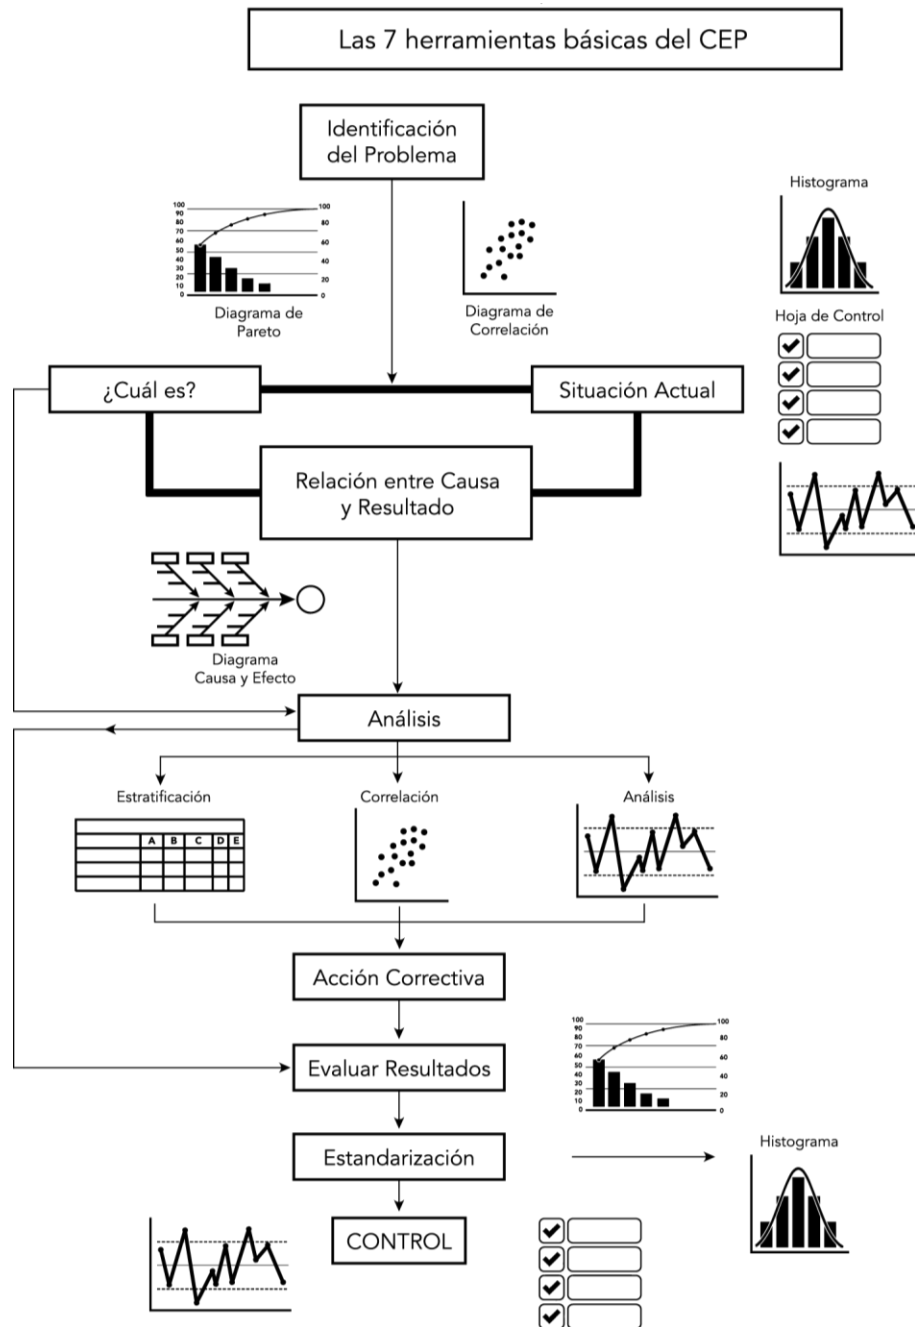 Las 7 herramientas básicas del CEP
Identificación
del Problema
100
90
80
70
60
50
40
30
20
10
0
100
80
60
40
20
0
Diagrama de
Pareto
Diagrama de
Correlación
Histograma
Hoja de Control
¿Cuál es?
Situación Actual
Relación entre Causa
y Resultado
Diagrama
Causa y Efecto
Análisis
Estratificación
A B C D E
Correlación
Análisis
Acción Correctiva
Evaluar Resultados
100
90
80
70
60
50
40
30
20
10
0
100
80
60
40
20
0
Estandarización
Histograma
CONTROL